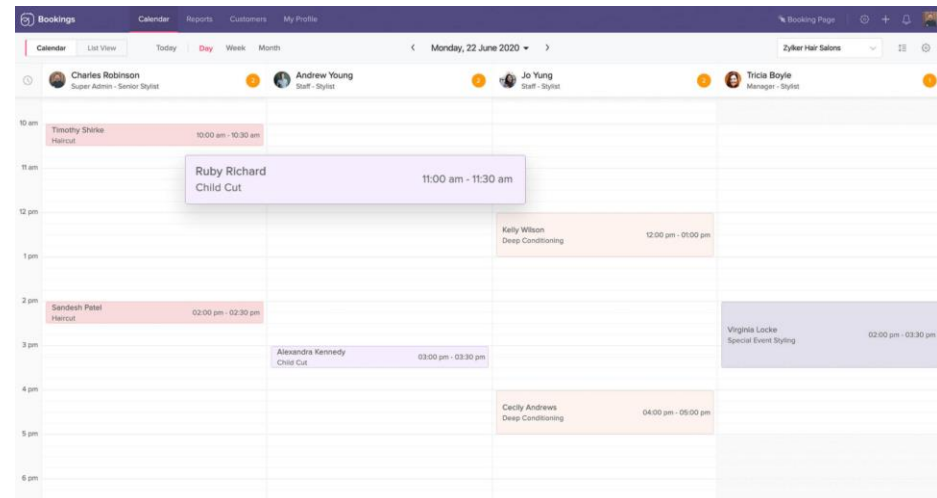 Bookings Calendar Reports Customers My Profile Booking Page
Calendar List View Today Day Week Month Monday, 22 June 2020 Zylker Hair Salons
Charles Robinson
Super Admin - Senior Stylist
Andrew Young
Staff - Stylist
Jo Yung
Staff - Stylist
Tricia Boyle
Manager - Stylist
10 am
Timothy Shirke
Haircut
10:00 am - 10:30 am
11 am
Ruby Richard
Child Cut
11:00 am - 11:30 am
12 pm
Kelly Wilson
Deep Conditioning
12:00 pm - 01:00 pm
1 pm
2 pm
Sandesh Patel
Haircut
02:00 pm - 02:30 pm
Virginia Locke
Special Event Styling
02:00 pm - 03:30 pm
3 pm
Alexandra Kennedy
Child Cut
03:00 pm - 03:30 pm
4 pm
Cecily Andrews
Deep Conditioning
04:00 pm - 05:00 pm
5 pm
6 pm